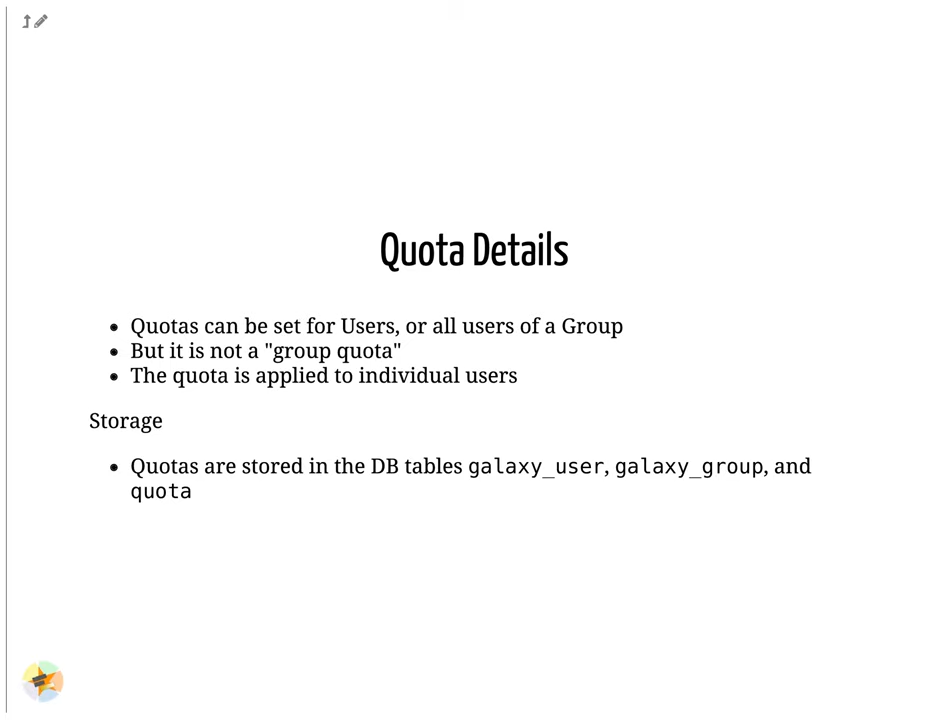 Quota Details
Quotas can be set for Users, or all users of a Group
But it is not a "group quota"
The quota is applied to individual users
Storage
Quotas are stored in the DB tables galaxy_user, galaxy_group, and
quota